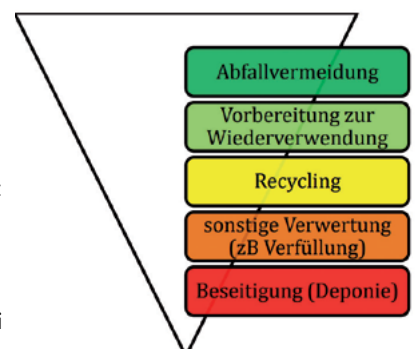 Abfallvermeidung
Vorbereitung zur
Wiederverwendung
Recycling
sonstige Verwertung
(zB Verfüllung)
Beseitigung (Deponie)